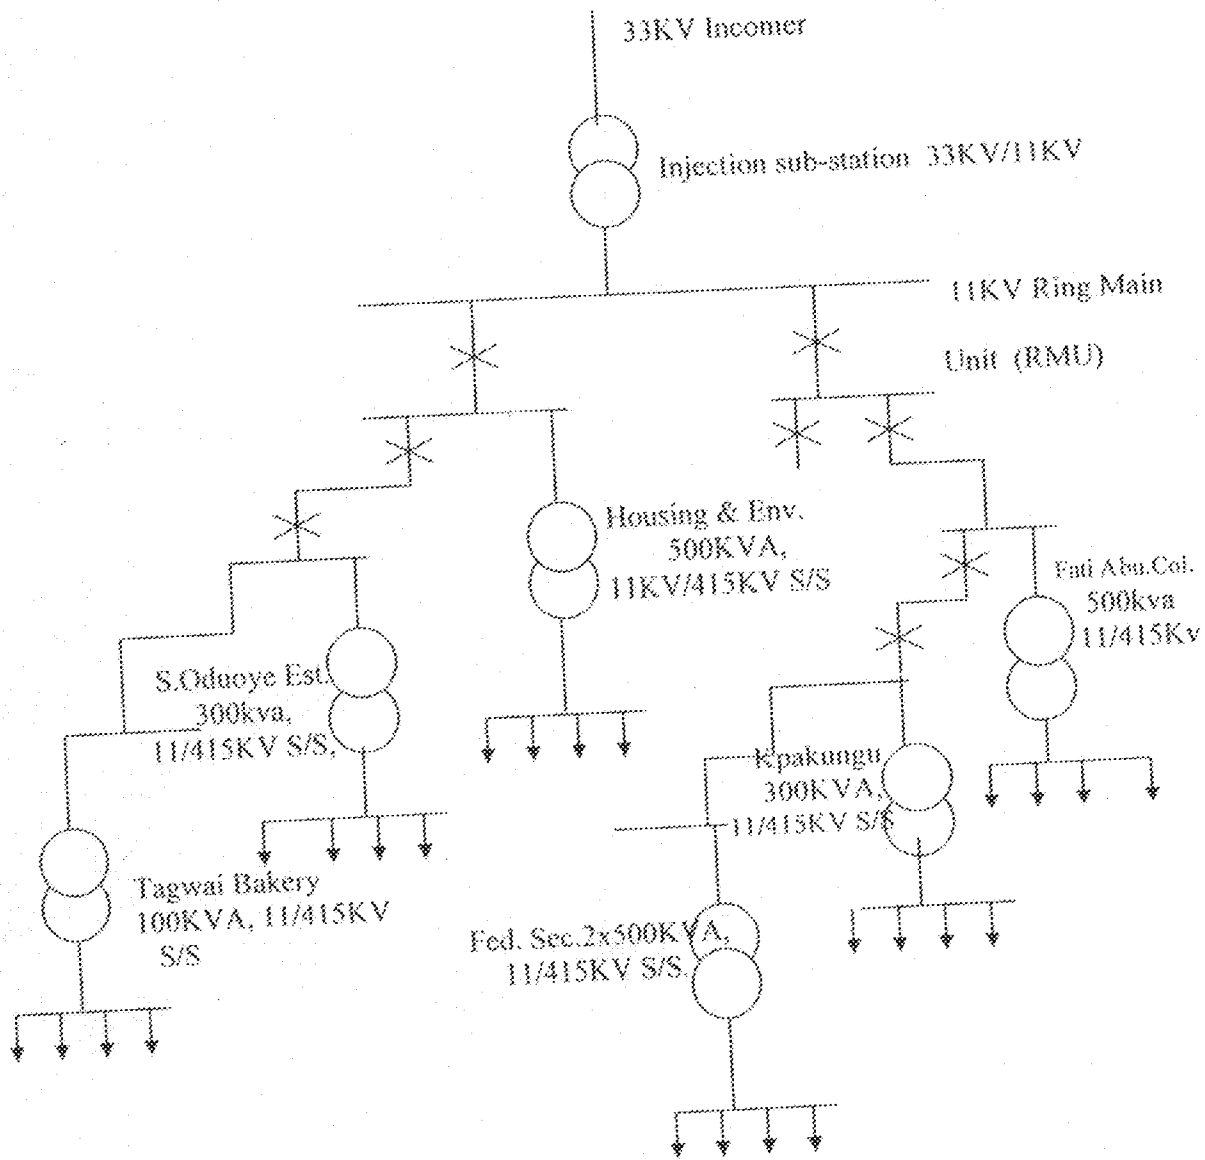 33KV Incomer
Injection sub-station 33KV/11KV
11KV Ring Main
Unit (RMU)
Housing & Env.
500KVA,
11KV/415KV S/S
Fati Abu.Col.
500kva
11/415Kv
S.Oduoye Est.
300kva,
11/415KV S/S,
Kpakungu
300KVA,
11/415KV S/S
Tagwai Bakery
100KVA, 11/415KV
S/S
Fed. Sec.2x500KVA,
11/415KV S/S.